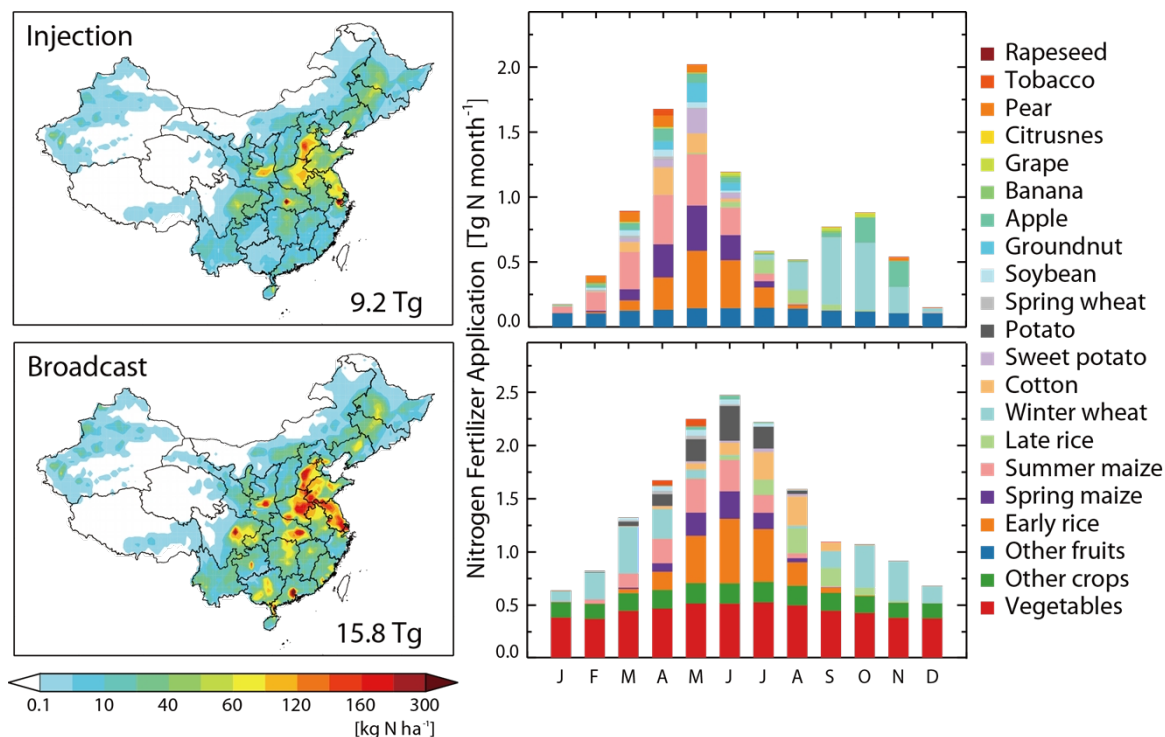 Injection
9.2 Tg
Broadcast
15.8 Tg
0.1 10 40 60 120 160 300
[kg N ha⁻¹]
Nitrogen Fertilizer Application [Tg N month⁻¹]
2.0
1.5
1.0
0.5
0.0
2.5
2.0
1.5
1.0
0.5
0.0
J F M A M J J A S O N D
Rapeseed
Tobacco
Pear
Citrusnes
Grape
Banana
Apple
Groundnut
Soybean
Spring wheat
Potato
Sweet potato
Cotton
Winter wheat
Late rice
Summer maize
Spring maize
Early rice
Other fruits
Other crops
Vegetables